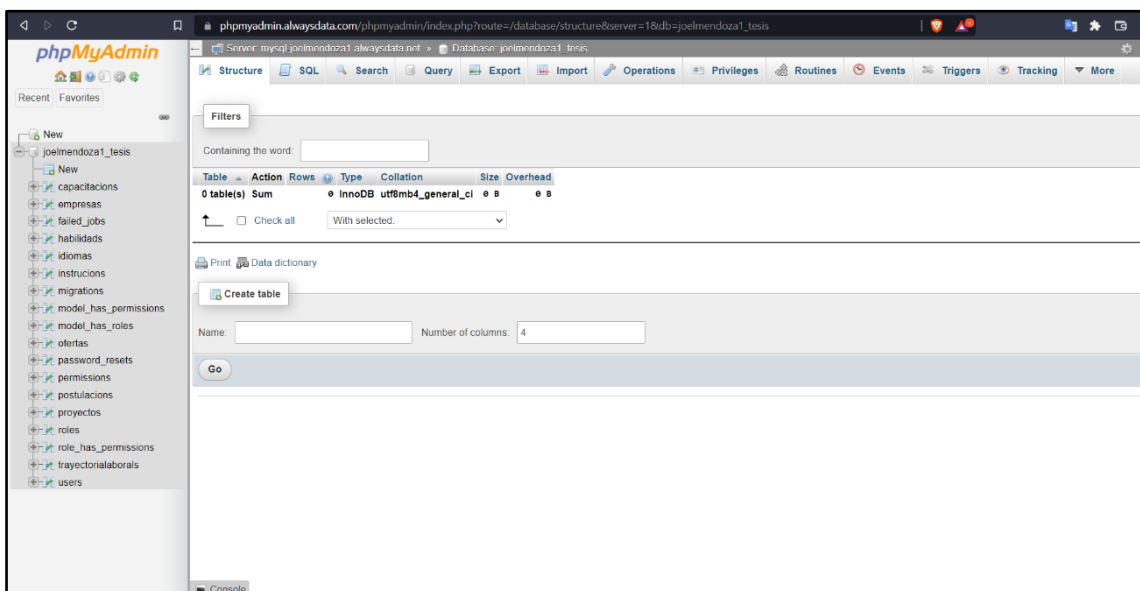 phpmyadmin.alwaysdata.com/phpmyadmin/index.php?route=/database/structure&server=1&db=joelmendoza1_tesis
phpMyAdmin
Server: mysql-joelmendoza1.alwaysdata.net » Database: joelmendoza1_tesis
Structure SQL Search Query Export Import Operations Privileges Routines Events Triggers Tracking More
Recent Favorites
New
joelmendoza1_tesis
New
capacitacions
empresas
failed_jobs
habilidads
idiomas
instrucions
migrations
model_has_permissions
model_has_roles
ofertas
password_resets
permissions
postulacions
proyectos
roles
role_has_permissions
trayectorialaborals
users
Filters
Containing the word:
Table Action Rows Type Collation Size Overhead
0 table(s) Sum 0 InnoDB utf8mb4_general_ci 0 B 0 B
Check all With selected:
Print Data dictionary
Create table
Name: Number of columns: 4
Go
Console